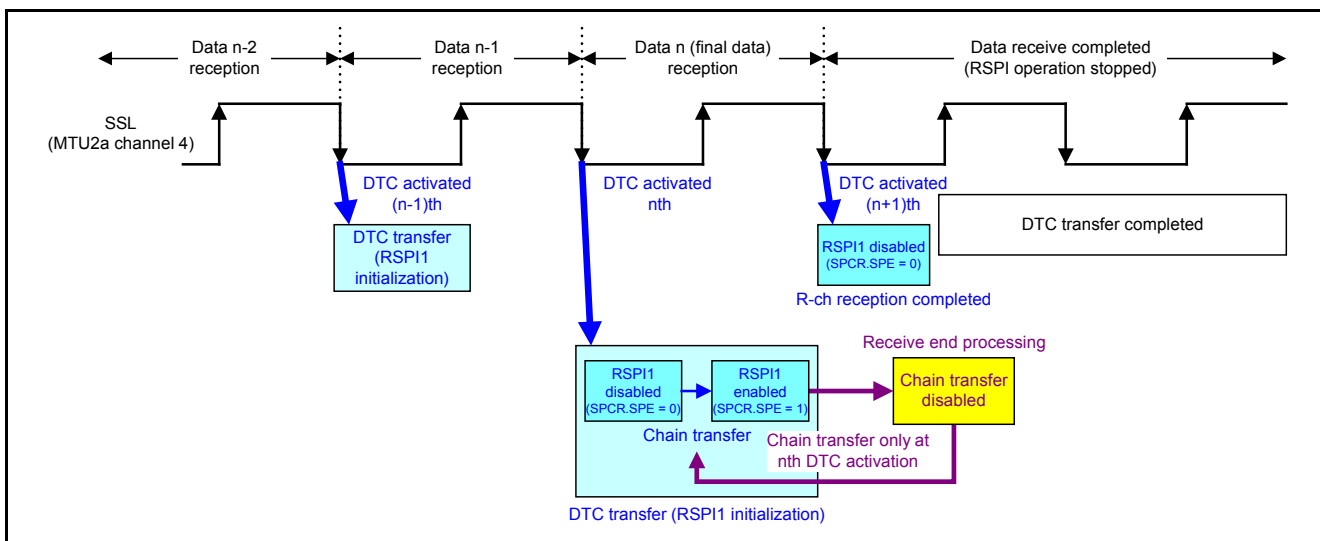 Data n-2
reception
Data n-1
reception
Data n (final data)
reception
Data receive completed
(RSPI operation stopped)
SSL
(MTU2a channel 4)
DTC activated
(n-1)th
DTC activated
nth
DTC activated
(n+1)th
DTC transfer
(RSPI1
initialization)
RSPI1 disabled
(SPCR.SPE = 0)
DTC transfer completed
R-ch reception completed
Receive end processing
RSPI1
disabled
(SPCR.SPE = 0)
RSPI1
enabled
(SPCR.SPE = 1)
Chain transfer
disabled
Chain transfer
Chain transfer only at
nth DTC activation
DTC transfer (RSPI1 initialization)